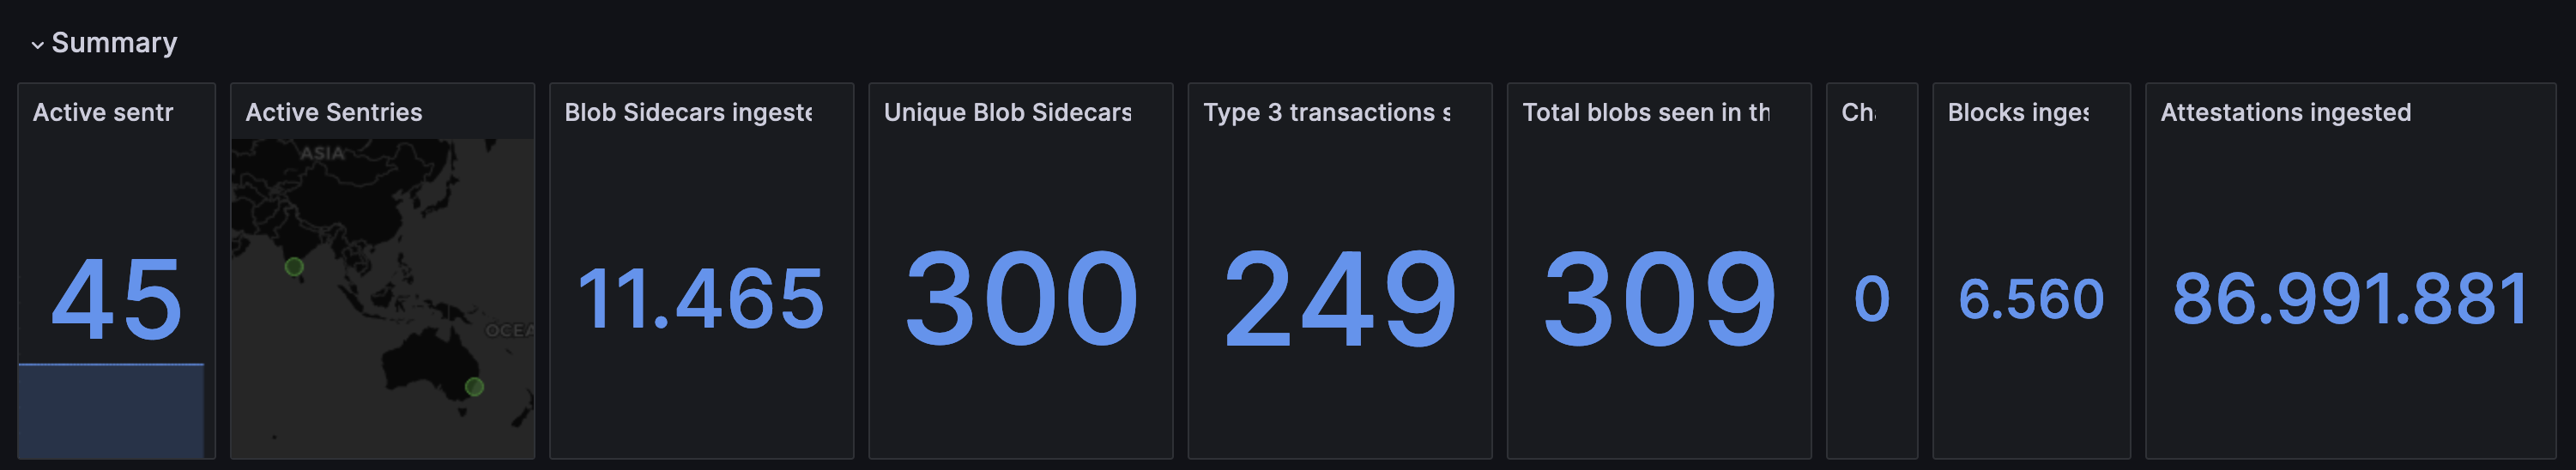 Summary
Active sentr
Active Sentries
Blob Sidecars ingeste
Unique Blob Sidecars
Type 3 transactions s
Total blobs seen in th
Ch
Blocks inges
Attestations ingested
ASIA
OCEA
45
11.465
300
249
309
0
6.560
86.991.881